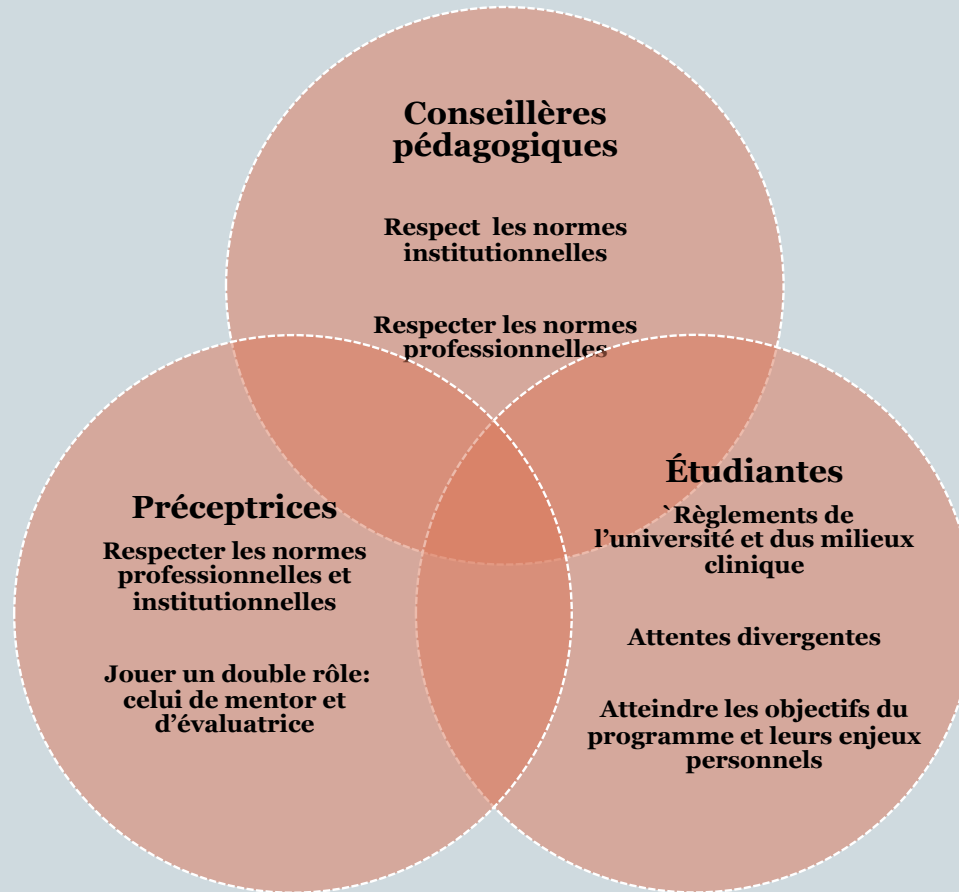 Conseillères
pédagogiques
Respect  les normes
institutionnelles
Respecter les normes
professionnelles
Préceptrices
Respecter les normes
professionnelles et
institutionnelles
Jouer un double rôle:
celui de mentor et
d’évaluatrice
Étudiantes
`Règlements de
l’université et dus milieux
clinique
Attentes divergentes
Atteindre les objectifs du
programme et leurs enjeux
personnels